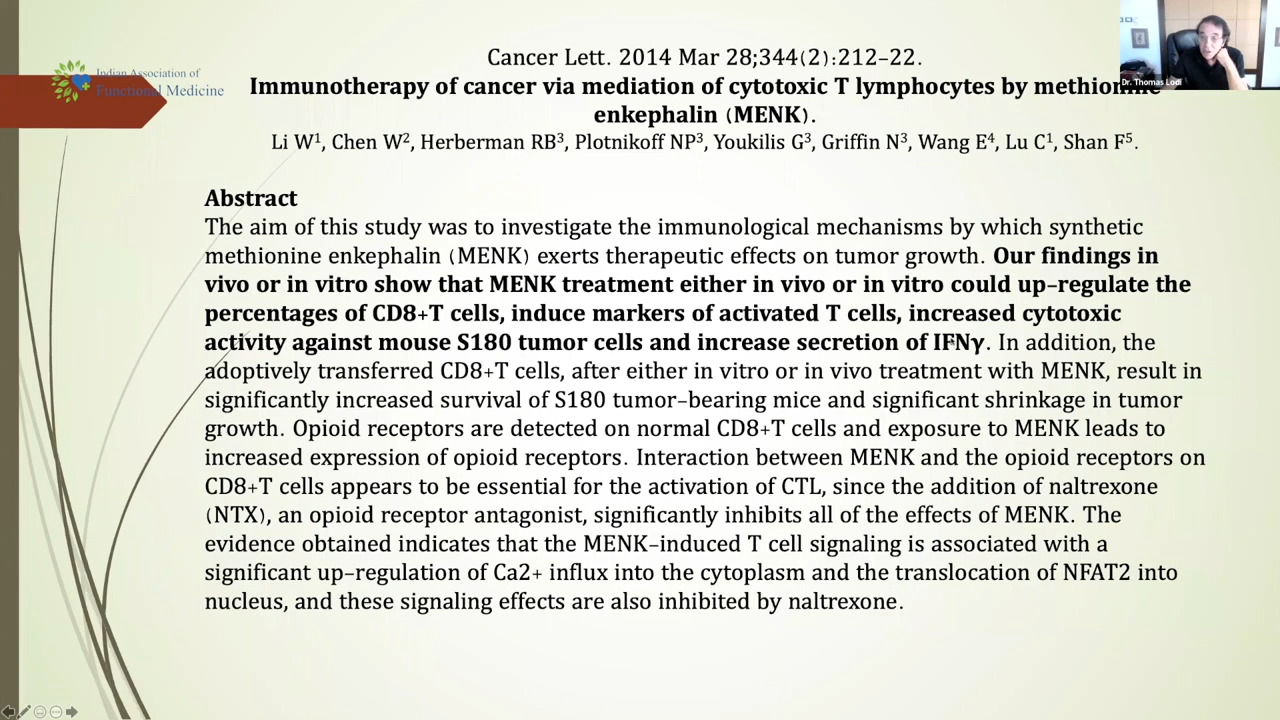 Cancer Lett. 2014 Mar 28;344(2):212–22.
Immunotherapy of cancer via mediation of cytotoxic T lymphocytes by methionine
enkephalin (MENK).
Li W¹, Chen W², Herberman RB³, Plotnikoff NP³, Youkilis G³, Griffin N³, Wang E⁴, Lu C¹, Shan F⁵.
Indian Association of
Functional Medicine
Dr. Thomas Lodi
Abstract
The aim of this study was to investigate the immunological mechanisms by which synthetic
methionine enkephalin (MENK) exerts therapeutic effects on tumor growth. Our findings in
vivo or in vitro show that MENK treatment either in vivo or in vitro could up–regulate the
percentages of CD8+T cells, induce markers of activated T cells, increased cytotoxic
activity against mouse S180 tumor cells and increase secretion of IFNγ. In addition, the
adoptively transferred CD8+T cells, after either in vitro or in vivo treatment with MENK, result in
significantly increased survival of S180 tumor–bearing mice and significant shrinkage in tumor
growth. Opioid receptors are detected on normal CD8+T cells and exposure to MENK leads to
increased expression of opioid receptors. Interaction between MENK and the opioid receptors on
CD8+T cells appears to be essential for the activation of CTL, since the addition of naltrexone
(NTX), an opioid receptor antagonist, significantly inhibits all of the effects of MENK. The
evidence obtained indicates that the MENK–induced T cell signaling is associated with a
significant up–regulation of Ca2+ influx into the cytoplasm and the translocation of NFAT2 into
nucleus, and these signaling effects are also inhibited by naltrexone.